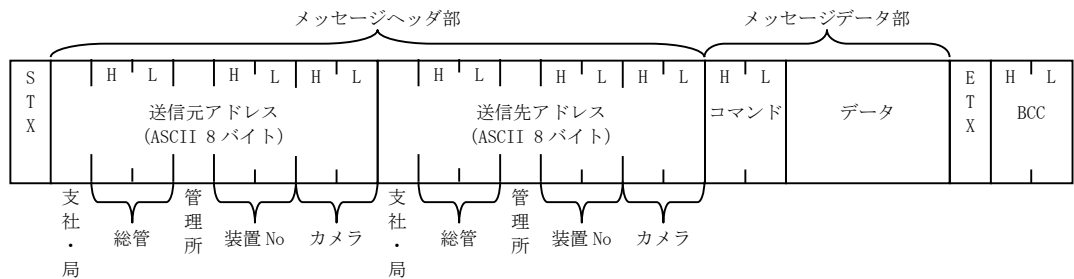 メッセージヘッダ部 メッセージデータ部
STX H L H L H L H L H L H L H L ETX H L
送信元アドレス 送信先アドレス コマンド データ BCC
(ASCII 8 バイト) (ASCII 8 バイト)
支社・局 総管 管理所 装置 No カメラ 支社・局 総管 管理所 装置 No カメラ